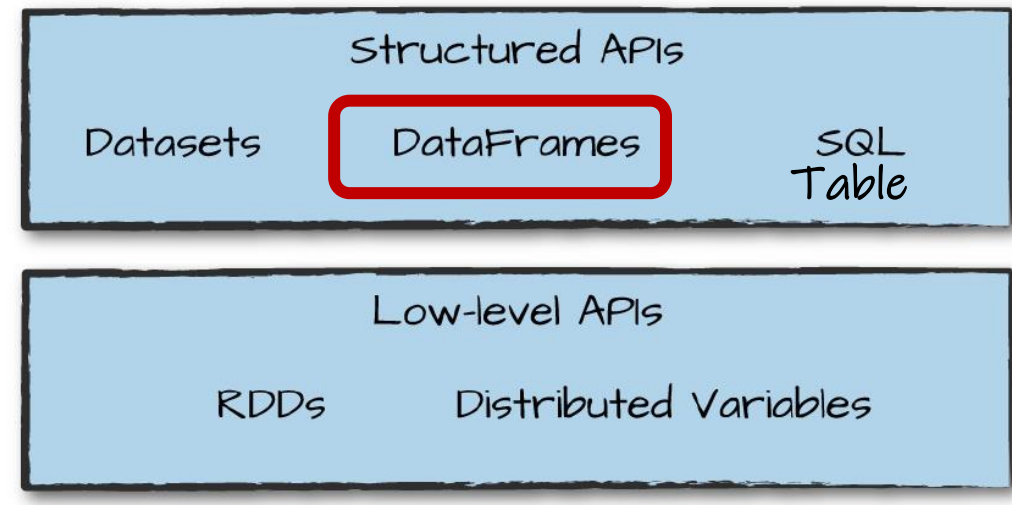 Structured APIs
Datasets DataFrames SQL
Table
Low-level APIs
RDDs Distributed Variables